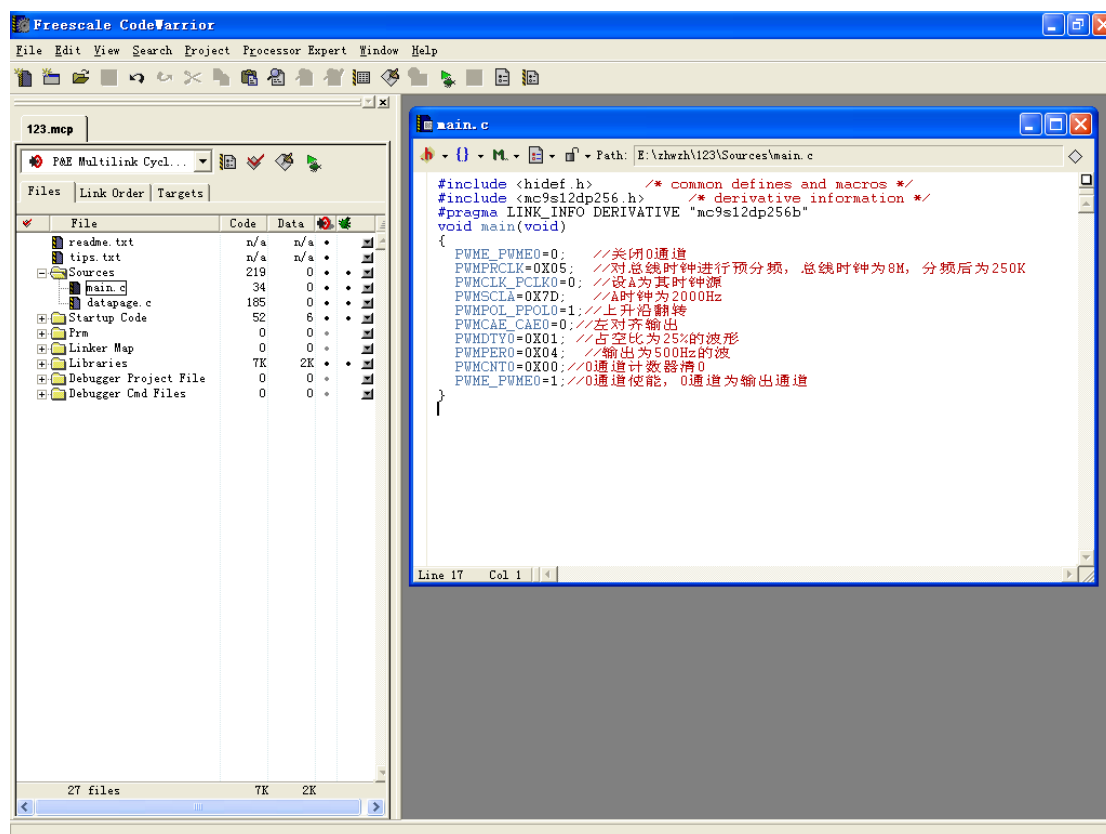 Freescale CodeWarrior
File Edit View Search Project Processor Expert Window Help
123.mcp
P&E Multilink Cycl...
Files Link Order Targets
File Code Data
readme.txt n/a n/a
tips.txt n/a n/a
Sources 219 0
main.c 34 0
datapage.c 185 0
Startup Code 52 6
Prm 0 0
Linker Map 0 0
Libraries 7K 2K
Debugger Project File 0 0
Debugger Cmd Files 0 0
27 files 7K 2K
main.c
Path: E:\zhwzh\123\Sources\main.c
#include <hidef.h> /* common defines and macros */
#include <mc9s12dp256.h> /* derivative information */
#pragma LINK_INFO DERIVATIVE "mc9s12dp256b"
void main(void)
{
PWME_PWME0=0; //关闭0通道
PWMPRCLK=0X05; //对总线时钟进行预分频, 总线时钟为8M, 分频后为250K
PWMCLK_PCLK0=0; //设A为其时钟源
PWMSCLA=0X7D; //A时钟为2000Hz
PWMPOL_PPOL0=1;//上升沿翻转
PWMCAE_CAE0=0;//左对齐输出
PWMDTY0=0X01; //占空比为25%的波形
PWMPER0=0X04; //输出为500Hz的波
PWMCNT0=0X00;//0通道计数器清0
PWME_PWME0=1;//0通道使能, 0通道为输出通道
}
Line 17 Col 1